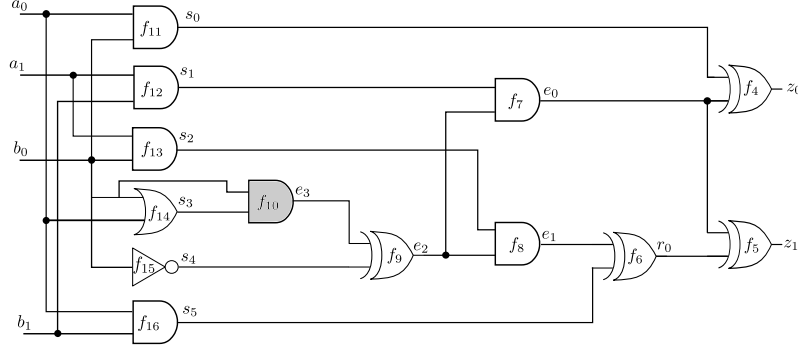 a₀ f₁₁ s₀
a₁ f₁₂ s₁ f₇ e₀ f₄ z₀
b₀ f₁₃ s₂
f₁₄ s₃ f₁₀ e₃
f₁₅ s₄ f₉ e₂ f₈ e₁ f₆ r₀ f₅ z₁
b₁ f₁₆ s₅